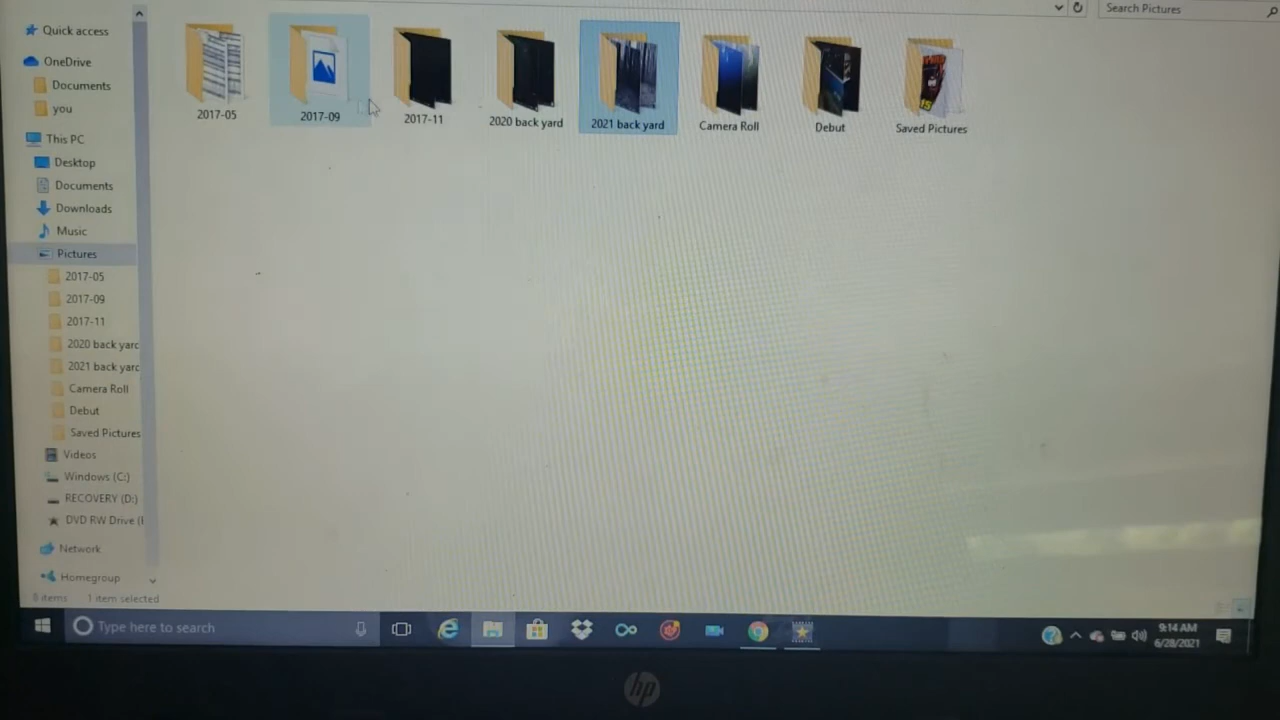 Search Pictures
Quick access
OneDrive
Documents
you
This PC
Desktop
Documents
Downloads
Music
Pictures
2017-05
2017-09
2017-11
2020 back yarc
2021 back yarc
Camera Roll
Debut
Saved Pictures
Videos
Windows (C:)
RECOVERY (D:)
DVD RW Drive (
Network
Homegroup
2017-05
2017-09
2017-11
2020 back yard
2021 back yard
Camera Roll
Debut
Saved Pictures
8 items 1 item selected
Type here to search
9:14 AM
6/28/2021
hp